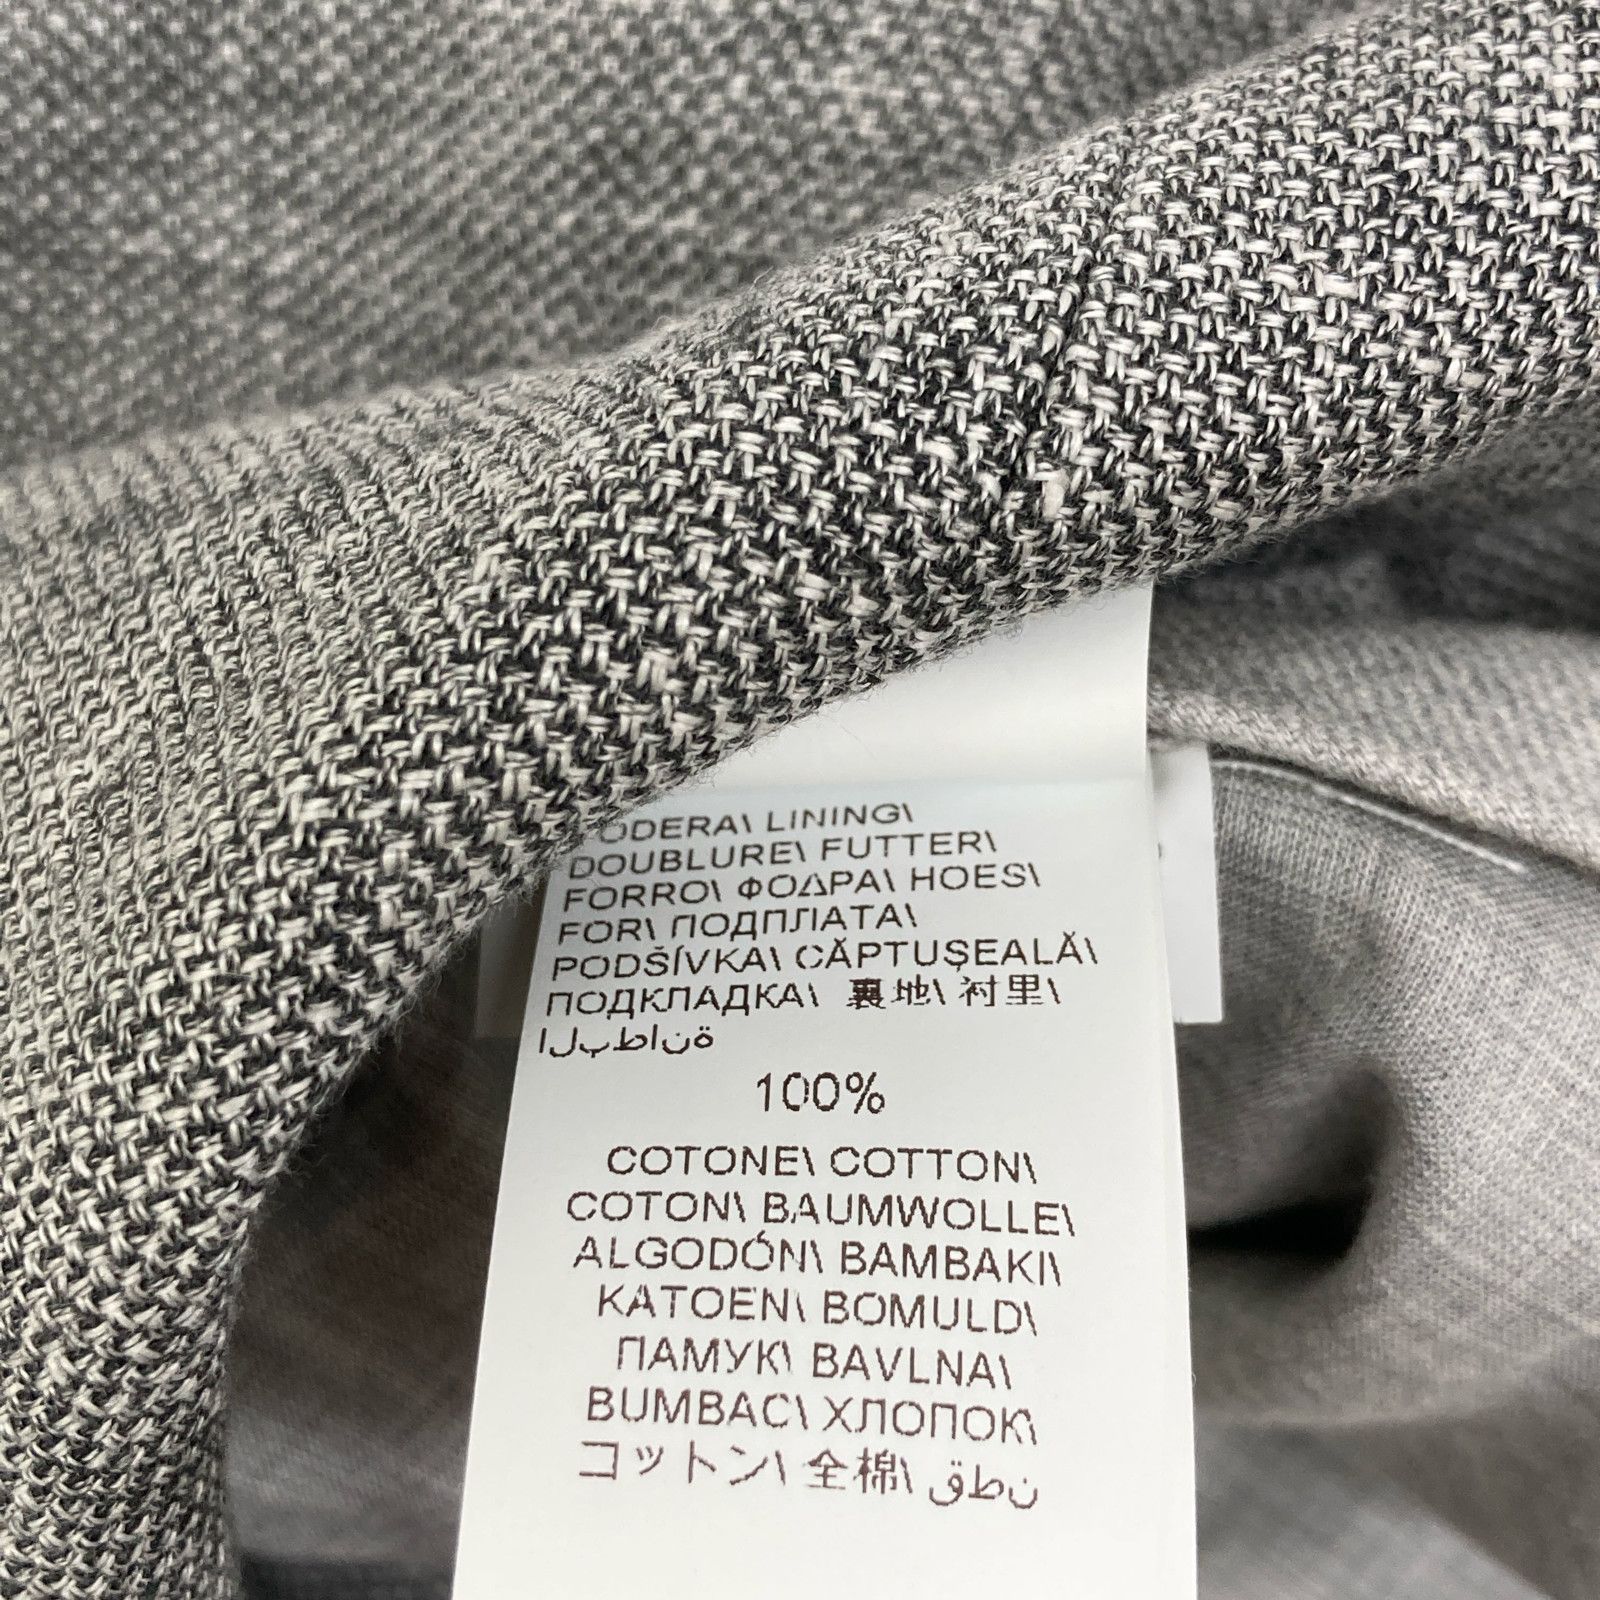 FODERA\ LINING\
DOUBLURE\ FUTTER\
FORRO\ ΦΟΔΡΑ\ HOES\
FOR\ ПОДПЛАТА\
PODŠÍVKA\ CĂPTUŞEALĂ\
ПОДКЛАДКА\ 裏地\ 衬里\
البطانة
100%
COTONE\ COTTON\
COTON\ BAUMWOLLE\
ALGODÓN\ BAMBAKI\
KATOEN\ BOMULD\
ПАМУК\ BAVLNA\
BUMBAC\ ХЛОПОК\
コットン\ 全棉\ قطن